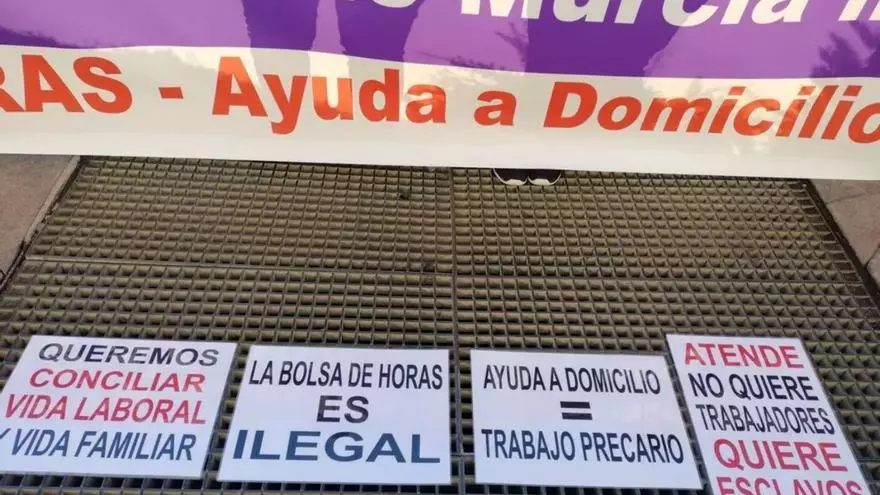 Murcia
RAS - Ayuda a Domicilio
QUEREMOS
CONCILIAR
VIDA LABORAL
Y VIDA FAMILIAR
LA BOLSA DE HORAS
ES
ILEGAL
AYUDA A DOMICILIO
=
TRABAJO PRECARIO
ATENDE
NO QUIERE
TRABAJADORES
QUIERE
ESCLAVOS